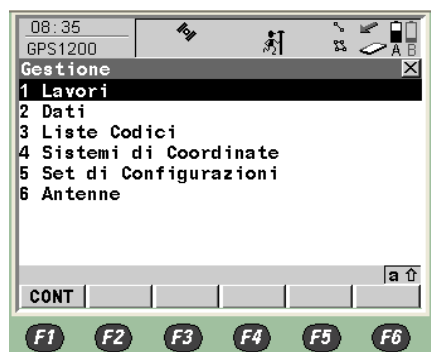 08:35
GPS1200
A B
Gestione
1 Lavori
2 Dati
3 Liste Codici
4 Sistemi di Coordinate
5 Set di Configurazioni
6 Antenne
a
CONT
F1 F2 F3 F4 F5 F6